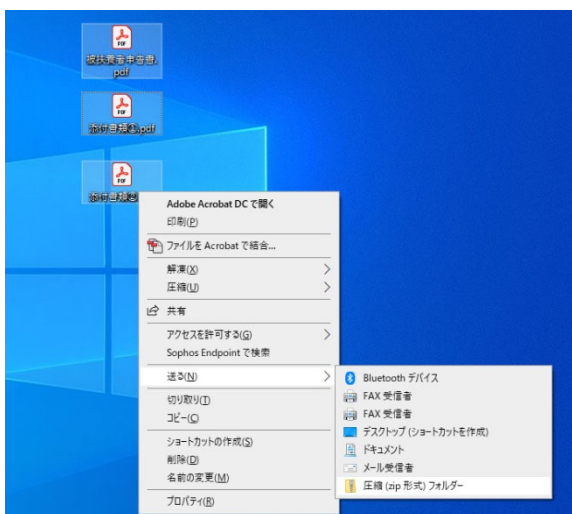 被扶養者申告書.
pdf
添付書類①.pdf
添付書類②
Adobe Acrobat DC で開く
印刷(P)
ファイルを Acrobat で結合...
解凍(X)
圧縮(U)
共有
アクセスを許可する(G)
Sophos Endpoint で検索
送る(N)
切り取り(T)
コピー(C)
ショートカットの作成(S)
削除(D)
名前の変更(M)
プロパティ(R)
Bluetooth デバイス
FAX 受信者
FAX 受信者
デスクトップ (ショートカットを作成)
ドキュメント
メール受信者
圧縮 (zip 形式) フォルダー